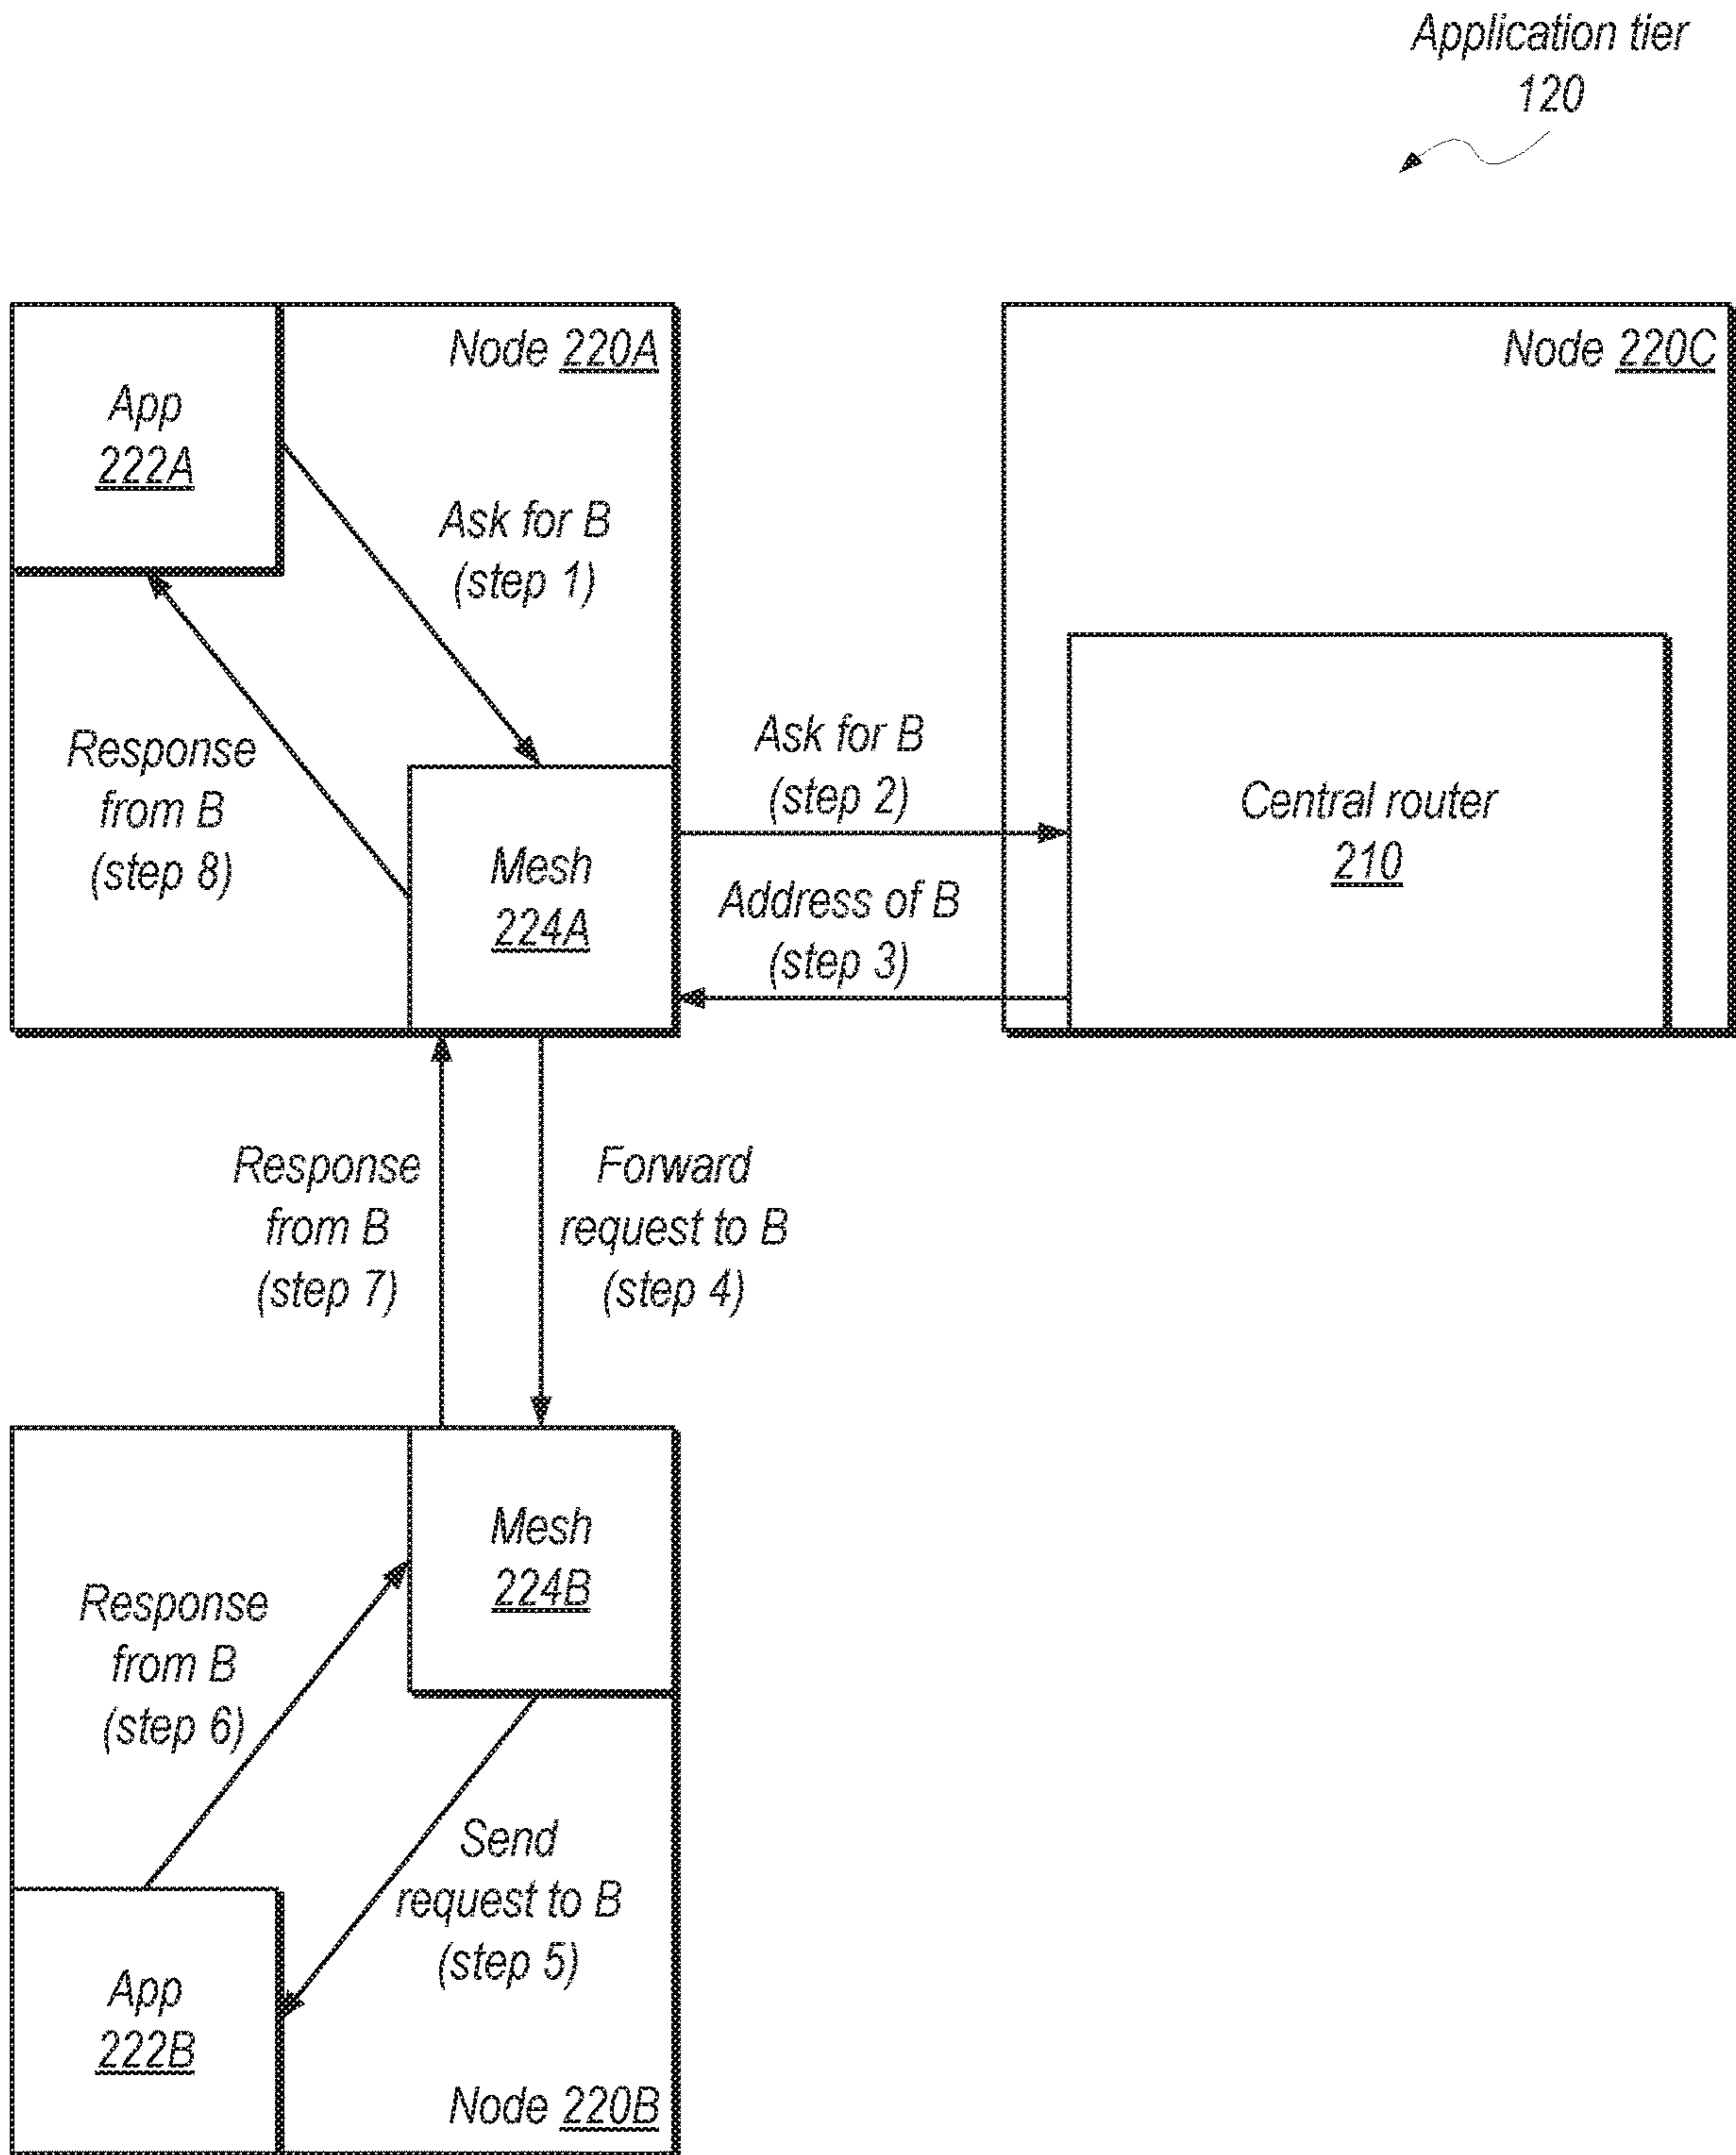 Application tier
120
Node 220A
Node 220C
App
222A
Ask for B
(step 1)
Response
from B
(step 8)
Mesh
224A
Ask for B
(step 2)
Address of B
(step 3)
Central router
210
Response
from B
(step 7)
Forward
request to B
(step 4)
Mesh
224B
Response
from B
(step 6)
Send
request to B
(step 5)
App
222B
Node 220B